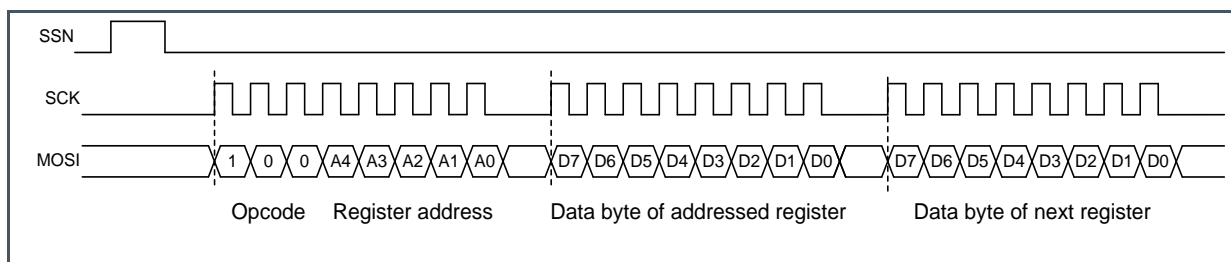 SSN
SCK
MOSI 1 0 0 A4 A3 A2 A1 A0 D7 D6 D5 D4 D3 D2 D1 D0 D7 D6 D5 D4 D3 D2 D1 D0
Opcode Register address Data byte of addressed register Data byte of next register